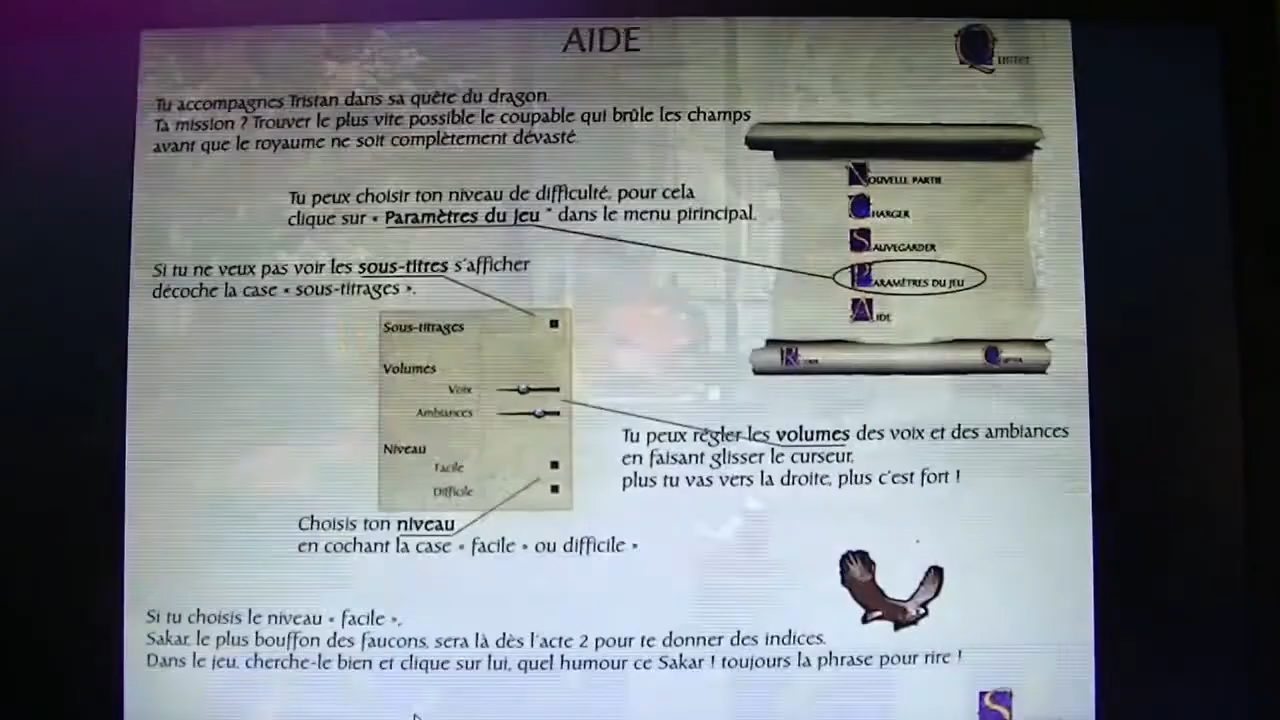 AIDE
Quitter
Tu accompagnes Tristan dans sa quête du dragon.
Ta mission ? Trouver le plus vite possible le coupable qui brûle les champs
avant que le royaume ne soit complètement dévasté.
Nouvelle partie
Charger
Sauvegarder
Paramètres du jeu
Aide
Quitter
Tu peux choisir ton niveau de difficulté, pour cela
clique sur « Paramètres du Jeu " dans le menu pirincipal.
Si tu ne veux pas voir les sous-titres s'afficher
décoche la case « sous-titrages ».
Sous-titrages
Volumes
Voix
Ambiances
Niveau
Facile
Difficile
Tu peux régler les volumes des voix et des ambiances
en faisant glisser le curseur,
plus tu vas vers la droite, plus c'est fort !
Choisis ton niveau
en cochant la case « facile » ou difficile »
Si tu choisis le niveau « facile »,
Sakar, le plus bouffon des faucons, sera là dès l'acte 2 pour te donner des indices.
Dans le jeu, cherche-le bien et clique sur lui, quel humour ce Sakar ! toujours la phrase pour rire !
S